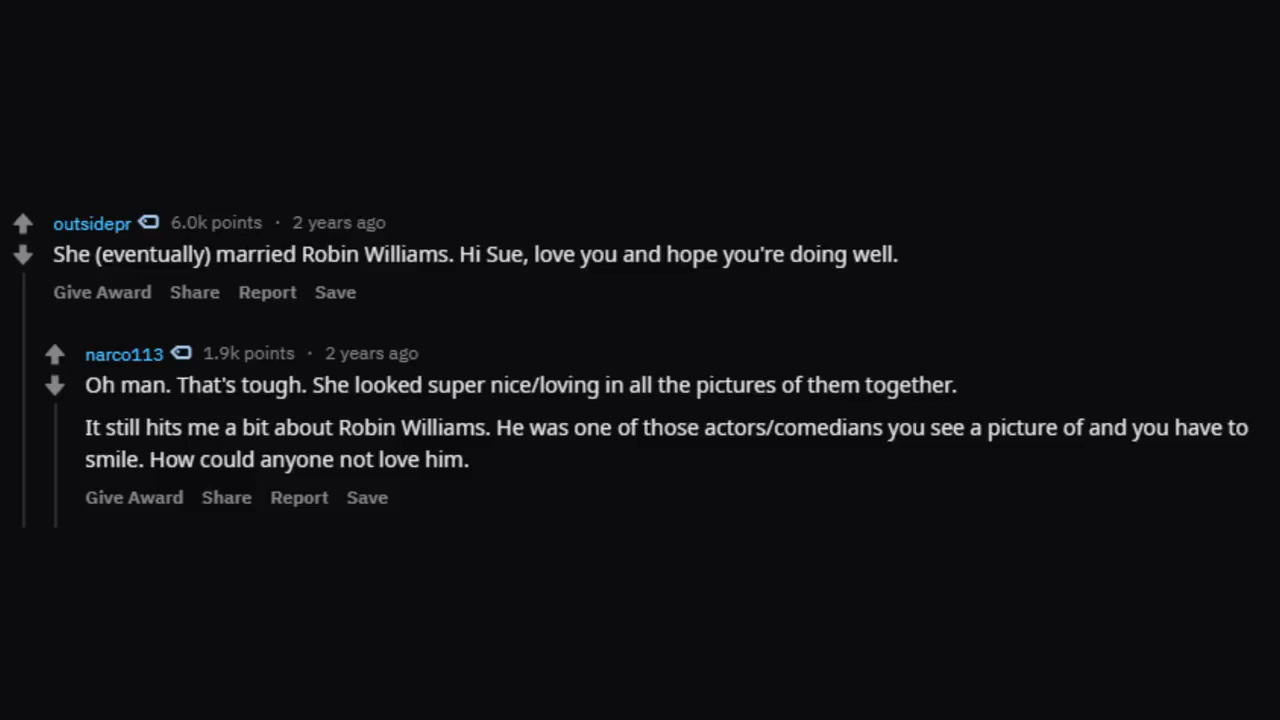 outsidepr 6.0k points · 2 years ago
She (eventually) married Robin Williams. Hi Sue, love you and hope you're doing well.
Give Award Share Report Save
narco113 1.9k points · 2 years ago
Oh man. That's tough. She looked super nice/loving in all the pictures of them together.
It still hits me a bit about Robin Williams. He was one of those actors/comedians you see a picture of and you have to
smile. How could anyone not love him.
Give Award Share Report Save